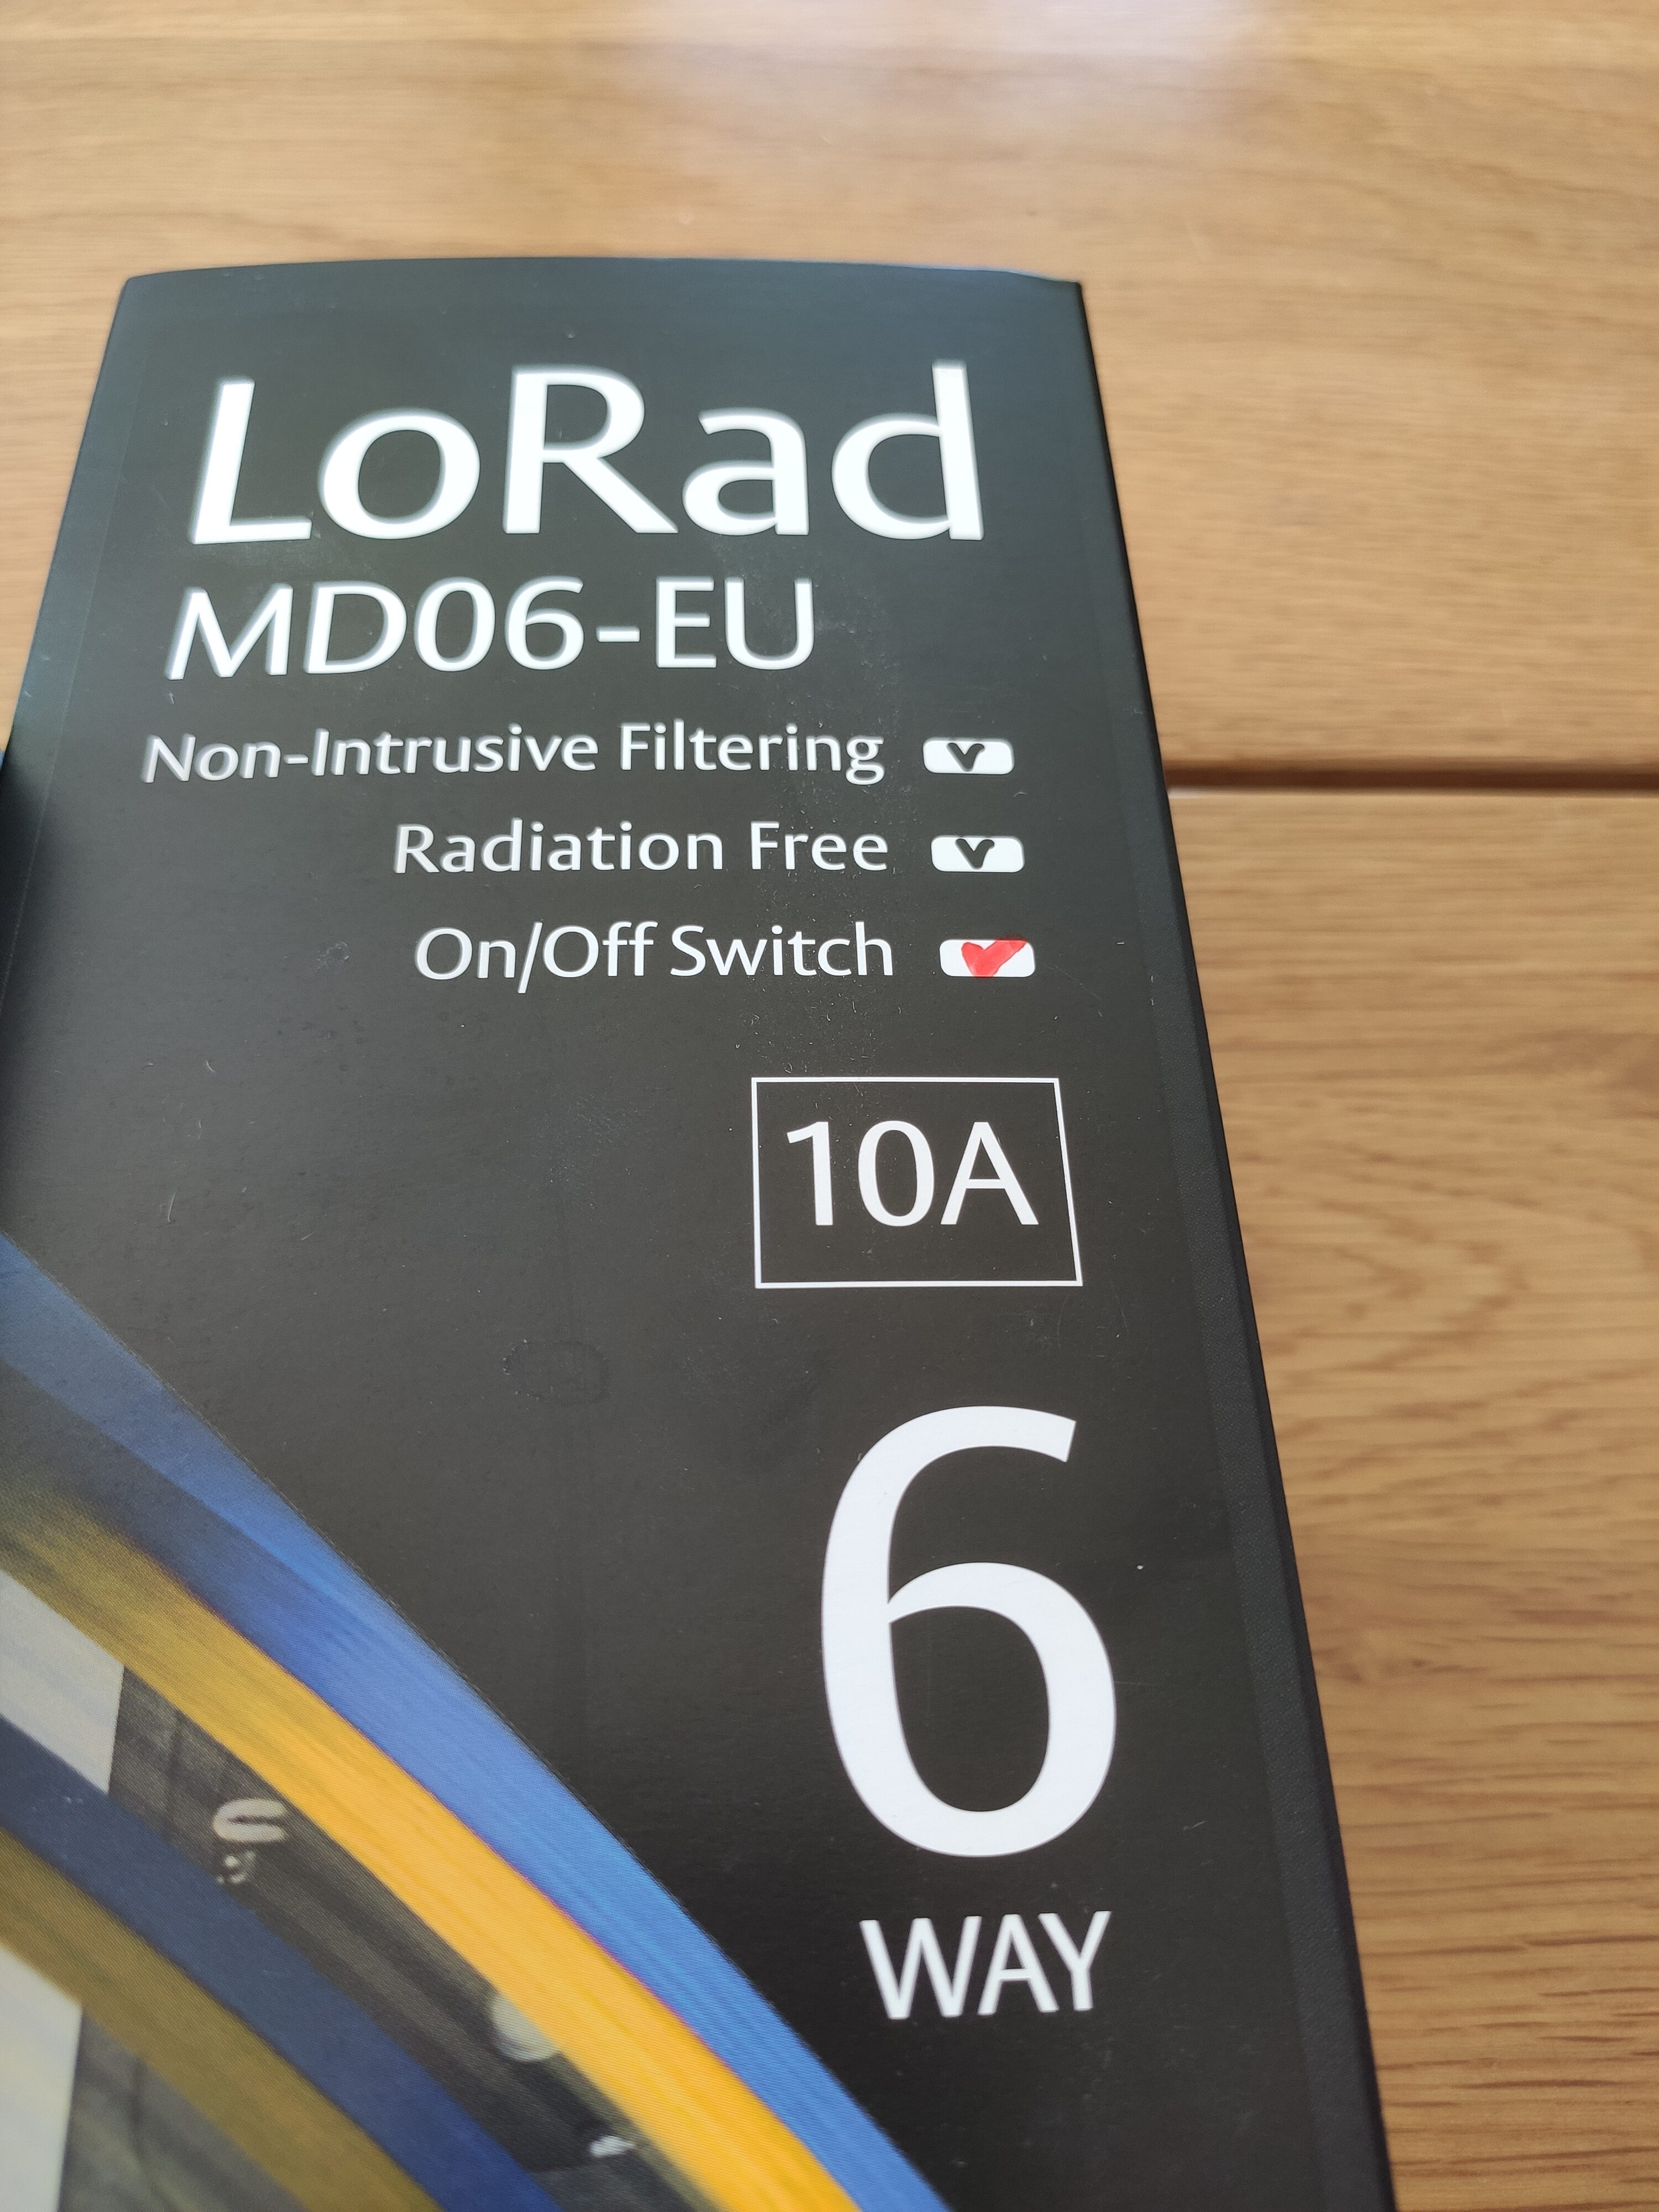 LoRad
MD06-EU
Non-Intrusive Filtering
Radiation Free
On/Off Switch
10A
6
WAY